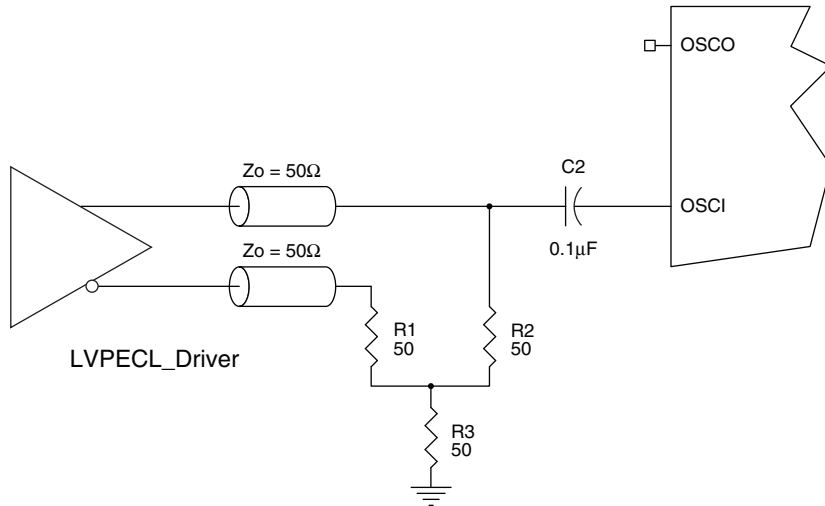 OSCO
Zo = 50Ω
C2
OSCI
0.1μF
Zo = 50Ω
R1
50
R2
50
LVPECL_Driver
R3
50